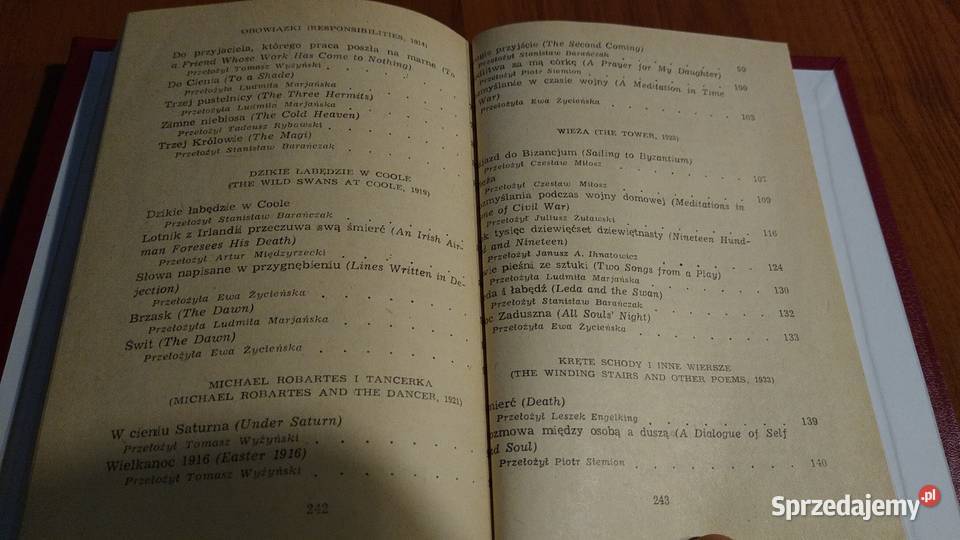 OBOWIĄZKI (RESPONSIBILITIES, 1914)
Do przyjaciela, którego praca poszła na marne (To
a Friend Whose Work Has Come to Nothing)
Przełożył Tomasz Wyżyński
Do Cienia (To a Shade)
Przełożyła Ludmiła Marjańska
Trzej pustelnicy (The Three Hermits)
Przełożyła Ludmiła Marjańska
Zimne niebiosa (The Cold Heaven)
Przełożył Tadeusz Rybowski
Trzej Królowie (The Magi)
Przełożył Stanisław Barańczak
DZIKIE ŁABĘDZIE W COOLE
(THE WILD SWANS AT COOLE, 1919)
Dzikie łabędzie w Coole
Przełożył Stanisław Barańczak
Lotnik z Irlandii przeczuwa swą śmierć (An Irish Air-
man Foresees His Death)
Przełożył Artur Międzyrzecki
Słowa napisane w przygnębieniu (Lines Written in De-
jection)
Przełożyła Ewa Życieńska
Brzask (The Dawn)
Przełożyła Ludmiła Marjańska
Świt (The Dawn)
Przełożyła Ewa Życieńska
MICHAEL ROBARTES I TANCERKA
(MICHAEL ROBARTES AND THE DANCER, 1921)
W cieniu Saturna (Under Saturn)
Przełożył Tomasz Wyżyński
Wielkanoc 1916 (Easter 1916)
Przełożył Tomasz Wyżyński
242
przyjście (The Second Coming)
Przełożył Stanisław Barańczak 99
za mą córkę (A Prayer for My Daughter)
Przełożył Piotr Siemion 100
w czasie wojny (A Meditation in Time
War)
Przełożyła Ewa Życieńska 103
WIEŻA (THE TOWER, 1928)
do Bizancjum (Sailing to Byzantium)
Przełożył Czesław Miłosz 107
Przełożył Czesław Miłosz 109
podczas wojny domowej (Meditations in
of Civil War)
Przełożył Juliusz Żuławski 116
tysiąc dziewięćset dziewiętnasty (Nineteen Hund-
and Nineteen)
Przełożył Janusz A. Ihnatowicz 124
pieśni ze sztuki (Two Songs from a Play)
Przełożyła Ludmiła Marjańska 130
i łabędź (Leda and the Swan)
Przełożył Stanisław Barańczak 132
Zaduszna (All Souls' Night)
Przełożyła Ewa Życieńska 133
KRĘTE SCHODY I INNE WIERSZE
(THE WINDING STAIRS AND OTHER POEMS, 1933)
(Death)
Przełożył Leszek Engelking 139
między osobą a duszą (A Dialogue of Self
Soul)
Przełożył Piotr Siemion 140
243
Sprzedajemy.pl